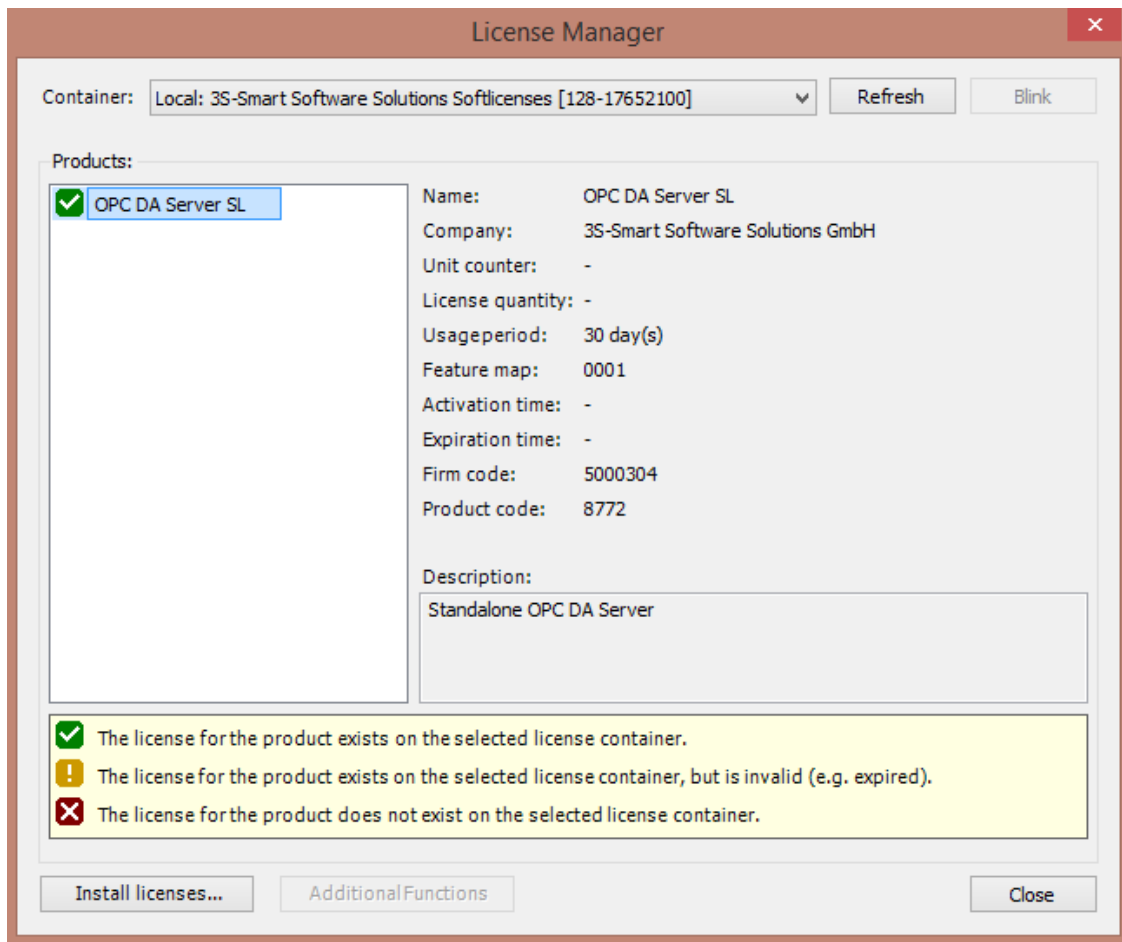 License Manager
Container: Local: 3S-Smart Software Solutions Softlicenses [128-17652100] Refresh Blink
Products:
OPC DA Server SL
Name: OPC DA Server SL
Company: 3S-Smart Software Solutions GmbH
Unit counter: -
License quantity: -
Usageperiod: 30 day(s)
Feature map: 0001
Activation time: -
Expiration time: -
Firm code: 5000304
Product code: 8772
Description:
Standalone OPC DA Server
The license for the product exists on the selected license container.
The license for the product exists on the selected license container, but is invalid (e.g. expired).
The license for the product does not exist on the selected license container.
Install licenses... Additional Functions Close